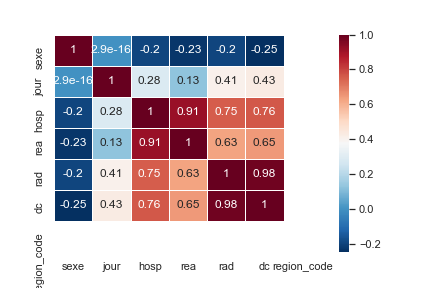 sexe 1 2.9e-16 -0.2 -0.23 -0.2 -0.25
jour 2.9e-16 1 0.28 0.13 0.41 0.43
hosp -0.2 0.28 1 0.91 0.75 0.76
rea -0.23 0.13 0.91 1 0.63 0.65
rad -0.2 0.41 0.75 0.63 1 0.98
dc -0.25 0.43 0.76 0.65 0.98 1
region_code
sexe jour hosp rea rad dc region_code
1.0
0.8
0.6
0.4
0.2
0.0
-0.2